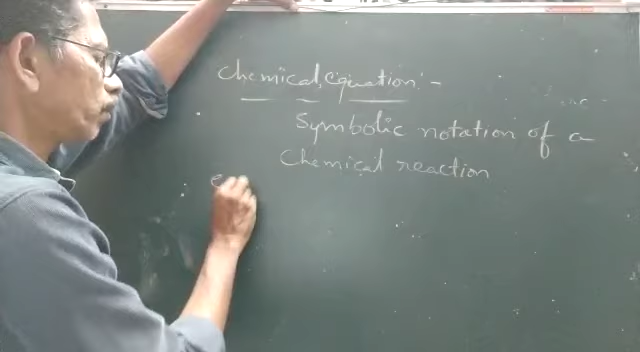 Chemical Equation:-
Symbolic notation of a
Chemical reaction